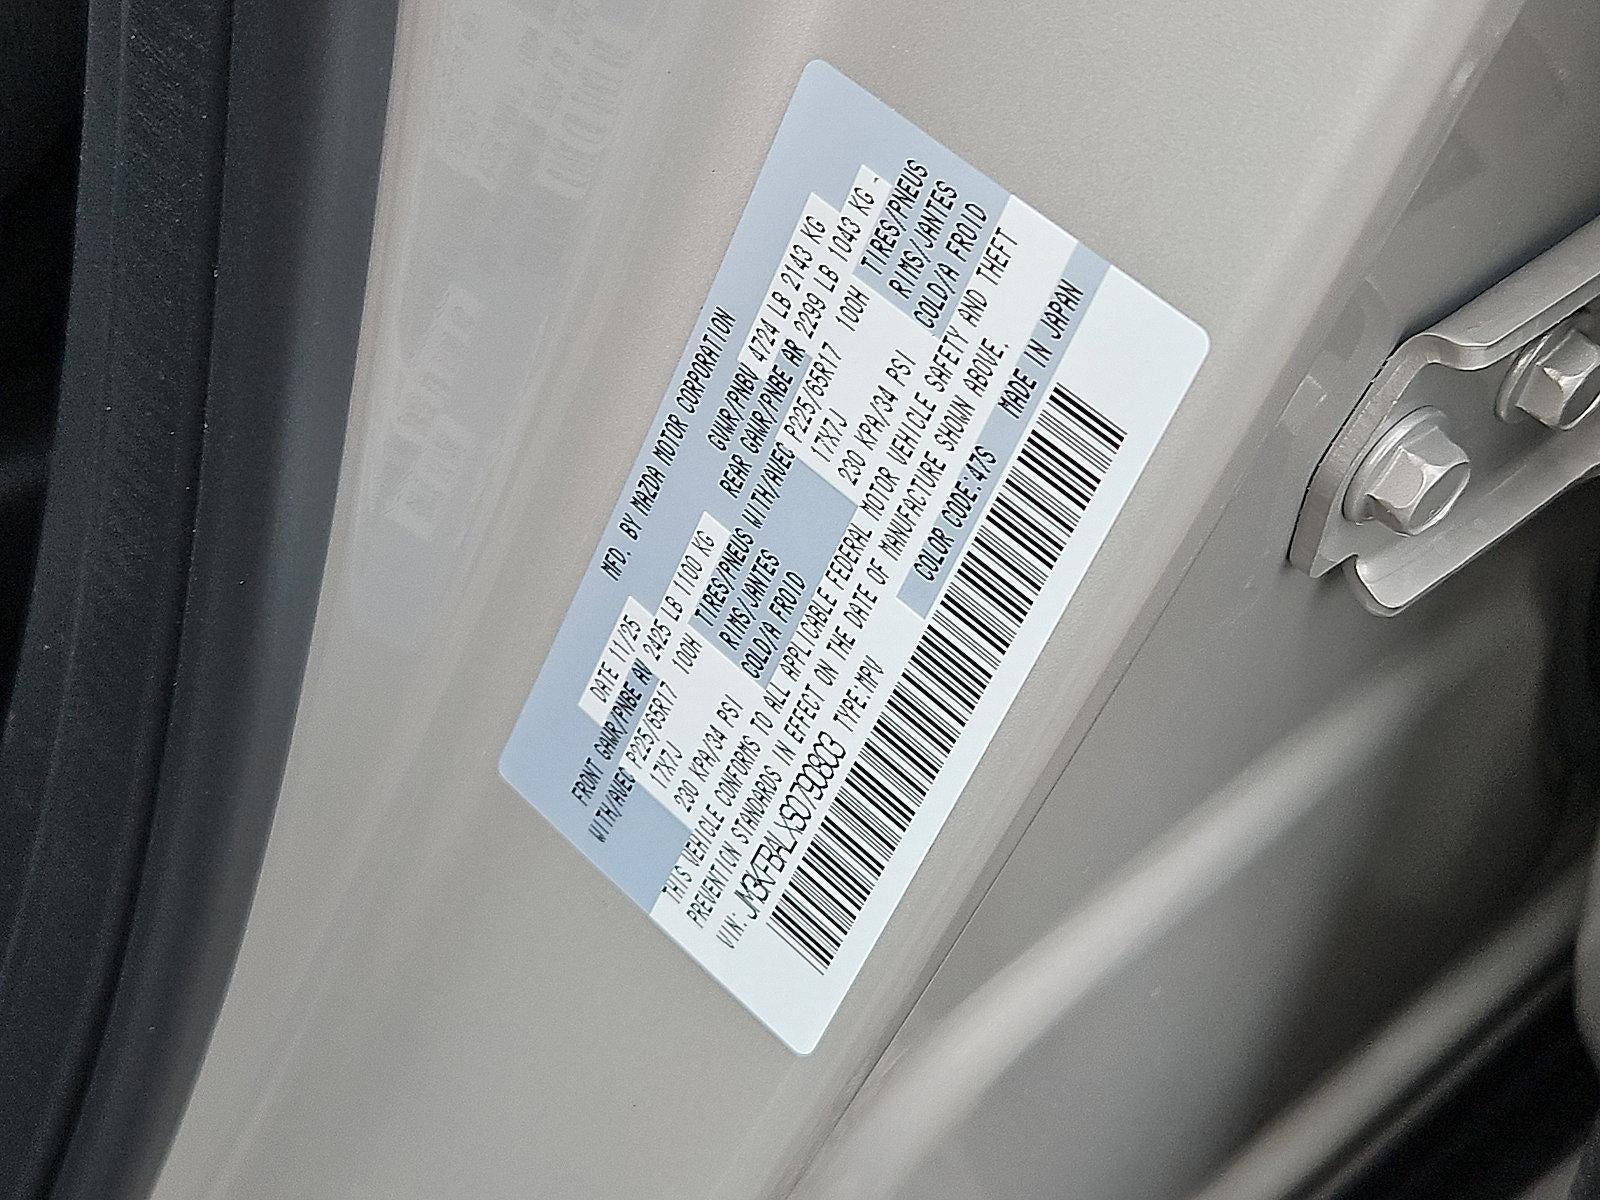 MFD. BY MAZDA MOTOR CORPORATION
DATE 11/25 GVWR/PNBV 4724 LB 2143 KG
FRONT GAWR/PNBE AV 2425 LB 1100 KG REAR GAWR/PNBE AR 2299 LB 1043 KG
WITH/AVEC P225/65R17 100H TIRES/PNEUS WITH/AVEC P225/65R17 100H TIRES/PNEUS
17X7J RIMS/JANTES 17X7J RIMS/JANTES
230 KPA/34 PSI COLD/A FROID 230 KPA/34 PSI COLD/A FROID
THIS VEHICLE CONFORMS TO ALL APPLICABLE FEDERAL MOTOR VEHICLE SAFETY AND THEFT
PREVENTION STANDARDS IN EFFECT ON THE DATE OF MANUFACTURE SHOWN ABOVE.
VIN: JM3KFBALXS0790803 TYPE:MPV COLOR CODE:47S MADE IN JAPAN